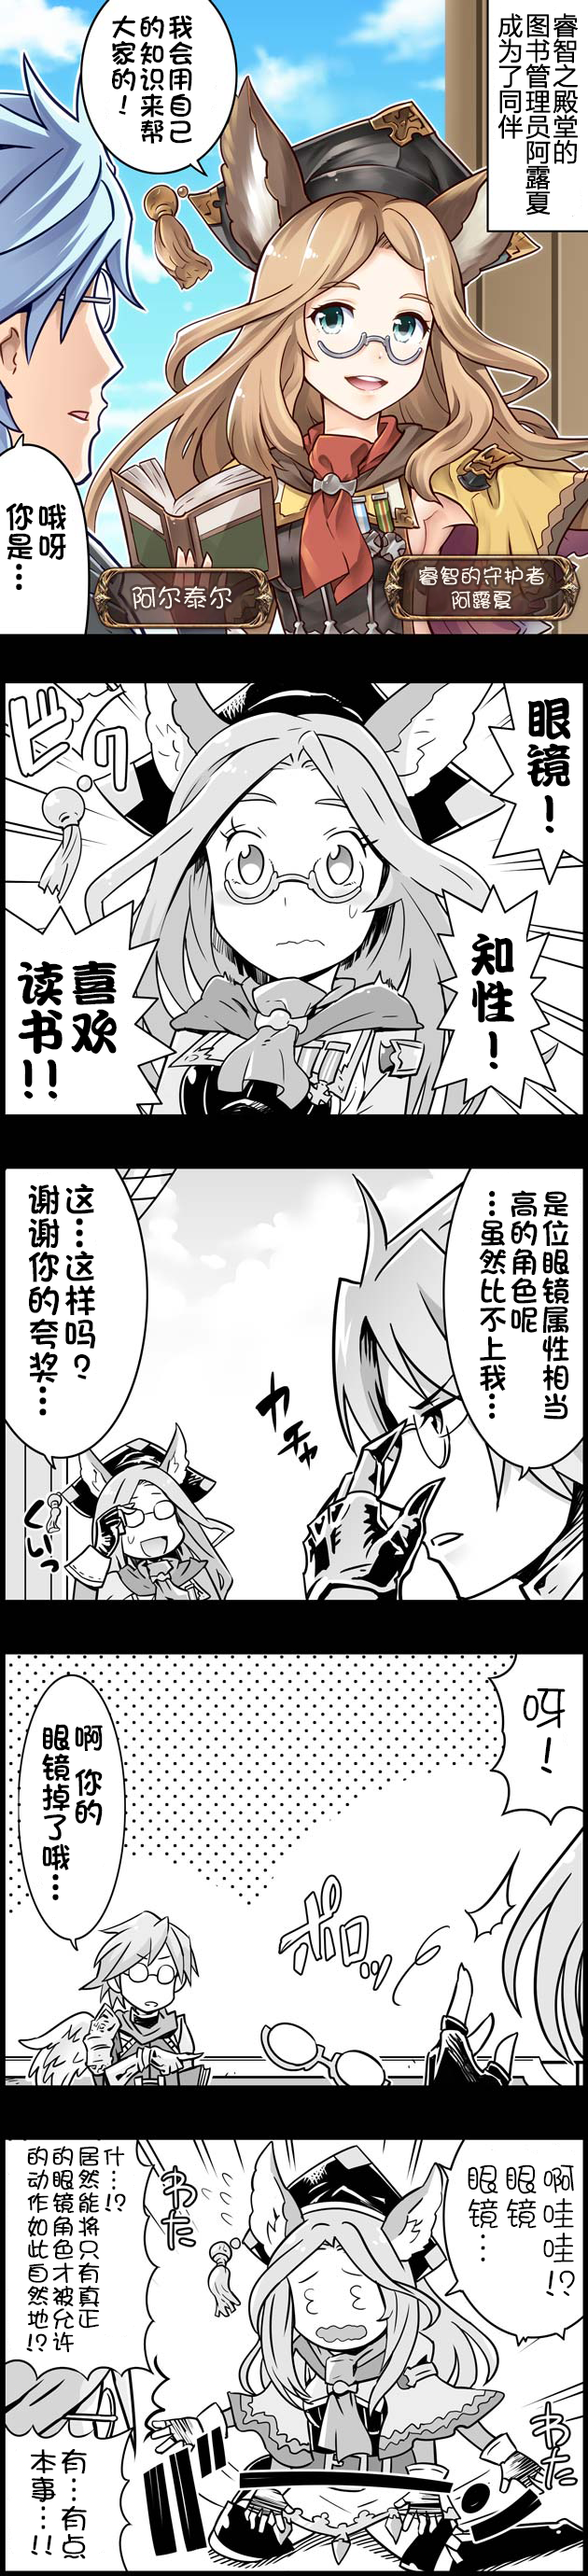 睿智之殿堂的
图书管理员阿露夏
成为了同伴
我会用自己
的知识来帮
大家的！
哦呀
你是…
阿尔泰尔
睿智的守护者
阿露夏
眼镜！
ビクッ
知性！
喜欢
读书!!
是位眼镜属性相当
高的角色呢
…虽然比不上我…
这…这样吗？
谢谢你的夸奖…
カチャ
くいっ
呀！
啊 你的
眼镜掉了哦…
ポロッ
啊哇哇!?
眼镜
眼镜…
わた
わた
什…!?
居然能将只有真正
的眼镜角色才被允许
的动作如此自然地!?
有…有点
本事…!!